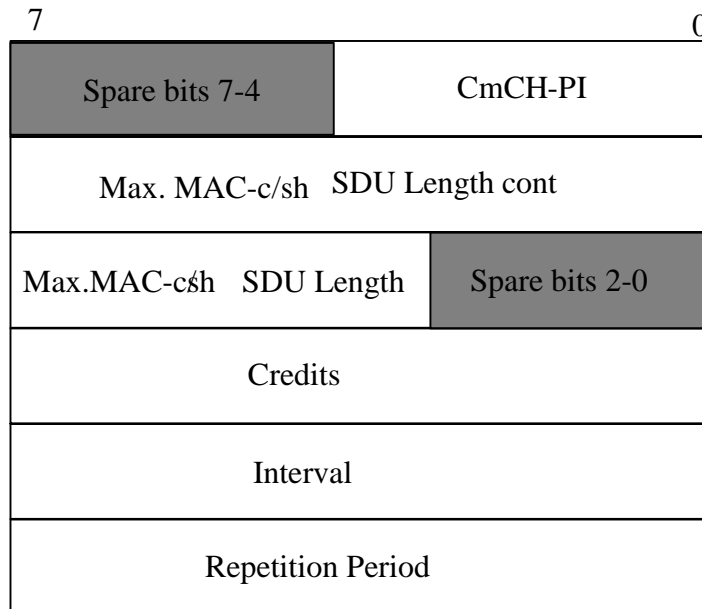 7 0
Spare bits 7-4 CmCH-PI
Max. MAC-c/sh SDU Length cont
Max.MAC-c/sh SDU Length Spare bits 2-0
Credits
Interval
Repetition Period